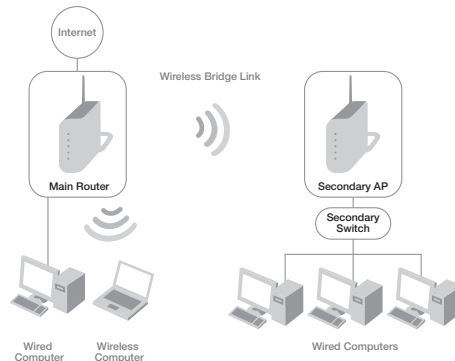 Internet
Wireless Bridge Link
Main Router
Secondary AP
Secondary
Switch
Wired
Computer
Wireless
Computer
Wired Computers